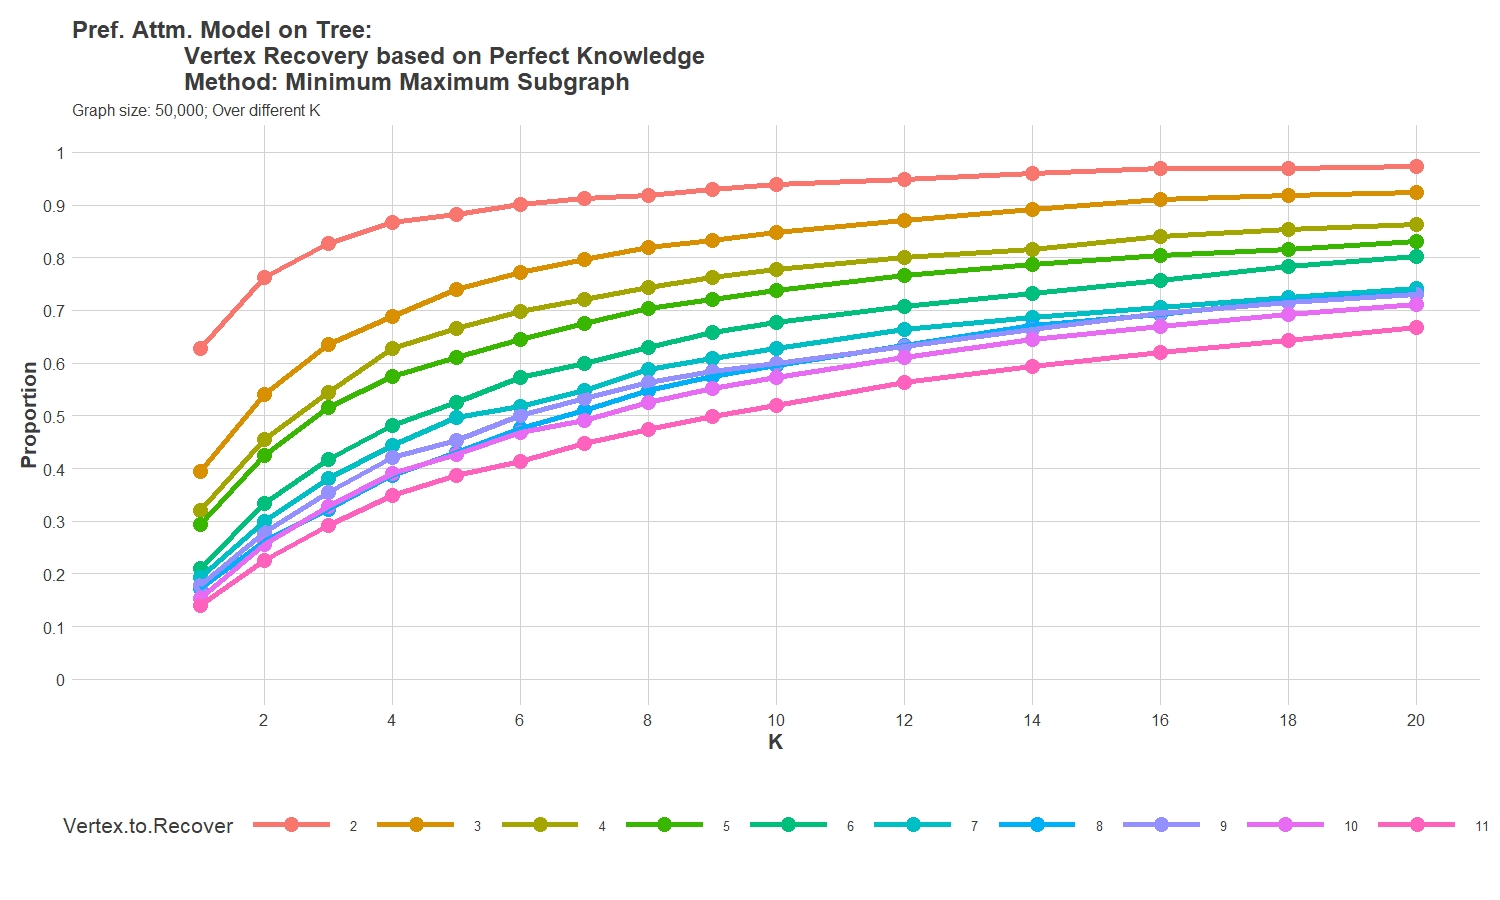 Pref. Attm. Model on Tree:
Vertex Recovery based on Perfect Knowledge
Method: Minimum Maximum Subgraph
Graph size: 50,000; Over different K
Proportion
1
0.9
0.8
0.7
0.6
0.5
0.4
0.3
0.2
0.1
0
2 4 6 8 10 12 14 16 18 20
K
Vertex.to.Recover 2 3 4 5 6 7 8 9 10 11